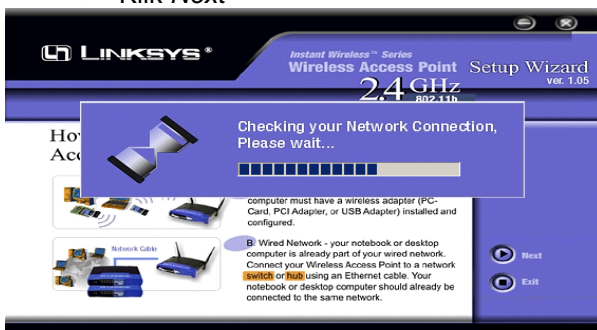 Klik Next
LINKSYS®
Instant Wireless™ Series
Wireless Access Point
2.4 GHz
802.11b
Setup Wizard
ver. 1.05
Checking your Network Connection,
Please wait...
Ho
Acc
computer must have a wireless adapter (PC-
Card, PCI Adapter, or USB Adapter) installed and
configured.
Network Cable
B. Wired Network - your notebook or desktop
computer is already part of your wired network.
Connect your Wireless Access Point to a network
switch or hub using an Ethernet cable. Your
notebook or desktop computer should already be
connected to the same network.
Next
Exit